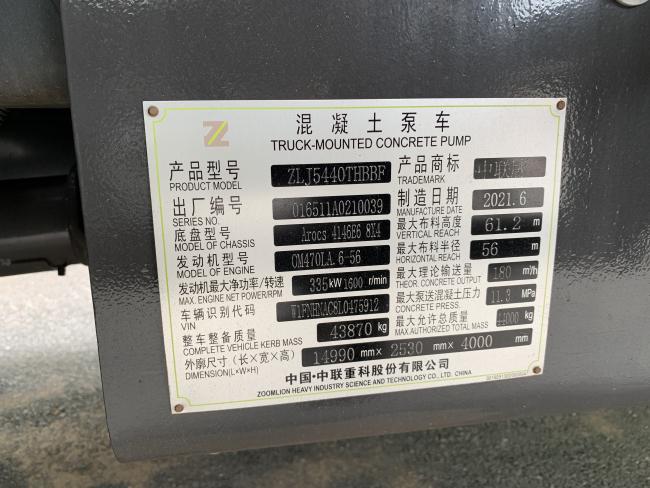 Z
混凝土泵车
TRUCK-MOUNTED CONCRETE PUMP
产品型号 ZLJ5440THBBF 产品商标 中联牌
PRODUCT MODEL TRADEMARK
出厂编号 016511A0210039 制造日期 2021.6
SERIES NO. MANUFACTURE DATE
底盘型号 Arocs 4146E6 8X4 最大布料高度 61.2 m
MODEL OF CHASSIS VERTICAL REACH
发动机型号 OM470LA.6-56 最大布料半径 56 m
MODEL OF ENGINE HORIZONTAL REACH
发动机最大净功率/转速 335kW 1600 r/min 最大理论输送量 180 m³/h
MAX. ENGINE NET POWER/RPM THEOR. CONCRETE OUTPUT
车辆识别代码 最大泵送混凝土压力 11.3 MPa
VIN CONCRETE PRESS.
整车整备质量 43870 kg 最大允许总质量 44000 kg
COMPLETE VEHICLE KERB MASS MAX.AUTHORIZED TOTAL MASS
外廓尺寸(长×宽×高) 14990 mm× 2530 mm× 4000 mm
DIMENSION(L×W×H)
中国·中联重科股份有限公司
ZOOMLION HEAVY INDUSTRY SCIENCE AND TECHNOLOGY CO., LTD. CHINA